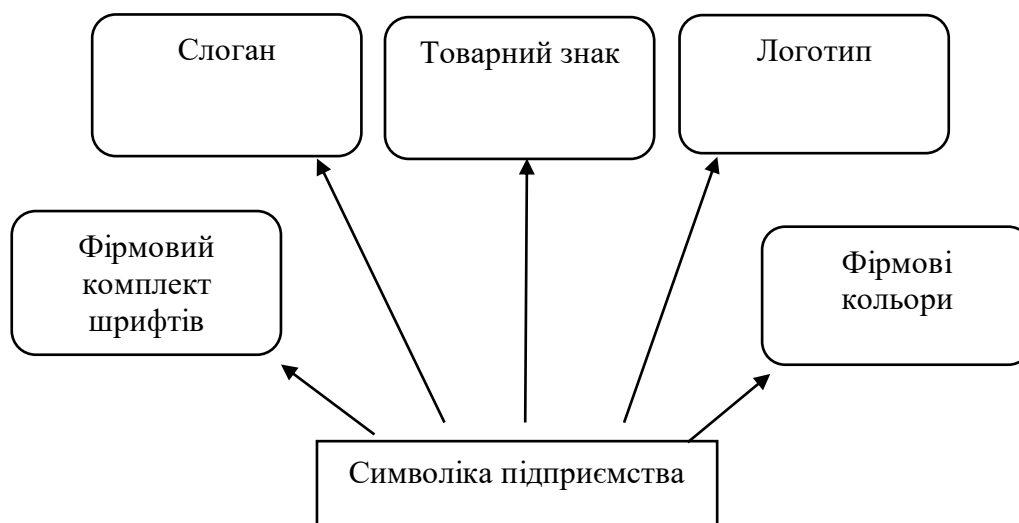 Слоган
Товарний знак
Логотип
Фірмовий
комплект
шрифтів
Фірмові
кольори
Символіка підприємства